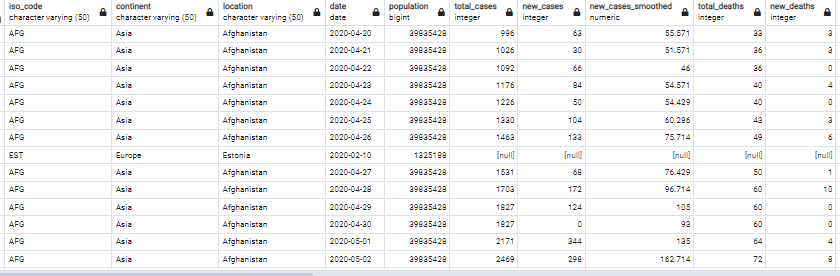 iso_code continent location date population total_cases new_cases new_cases_smoothed total_deaths new_deaths
character varying (50) character varying (50) character varying (50) date bigint integer integer numeric integer integer
AFG Asia Afghanistan 2020-04-20 39835428 996 63 55.571 33 3
AFG Asia Afghanistan 2020-04-21 39835428 1026 30 51.571 36 3
AFG Asia Afghanistan 2020-04-22 39835428 1092 66 46 36 0
AFG Asia Afghanistan 2020-04-23 39835428 1176 84 54.571 40 4
AFG Asia Afghanistan 2020-04-24 39835428 1226 50 54.429 40 0
AFG Asia Afghanistan 2020-04-25 39835428 1330 104 60.286 43 3
AFG Asia Afghanistan 2020-04-26 39835428 1463 133 75.714 49 6
EST Europe Estonia 2020-02-10 1325188 [null] [null] [null] [null] [null]
AFG Asia Afghanistan 2020-04-27 39835428 1531 68 76.429 50 1
AFG Asia Afghanistan 2020-04-28 39835428 1703 172 96.714 60 10
AFG Asia Afghanistan 2020-04-29 39835428 1827 124 105 60 0
AFG Asia Afghanistan 2020-04-30 39835428 1827 0 93 60 0
AFG Asia Afghanistan 2020-05-01 39835428 2171 344 135 64 4
AFG Asia Afghanistan 2020-05-02 39835428 2469 298 162.714 72 8